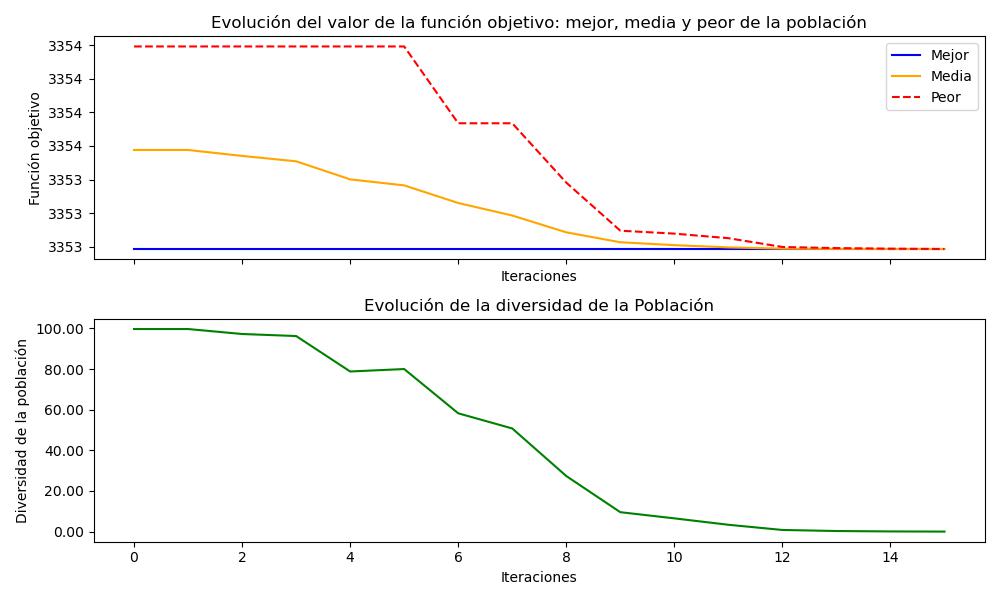 Evolución del valor de la función objetivo: mejor, media y peor de la población
Función objetivo
3354
3354
3354
3354
3353
3353
3353
Mejor
Media
Peor
Iteraciones
Evolución de la diversidad de la Población
Diversidad de la población
100.00
80.00
60.00
40.00
20.00
0.00
0 2 4 6 8 10 12 14
Iteraciones